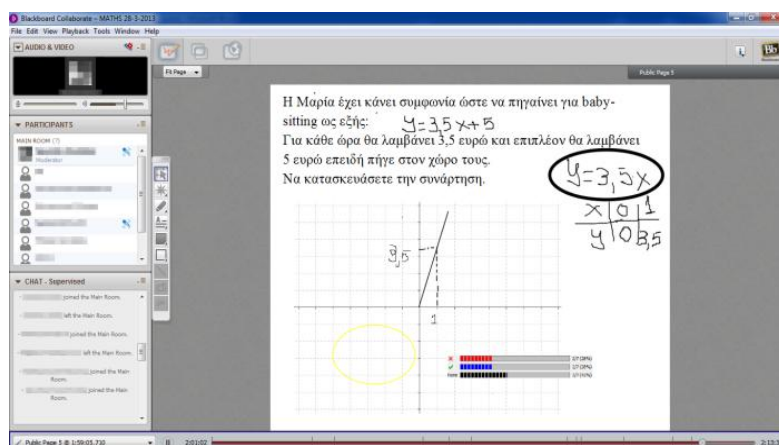 Blackboard Collaborate – MATHS 28-3-2013
File Edit View Playback Tools Window Help
AUDIO & VIDEO
Fit Page
Public Page 5
Bb
PARTICIPANTS
MAIN ROOM (7)
Moderator
CHAT - Supervised
joined the Main Room.
left the Main Room.
joined the Main Room.
left the Main Room.
joined the Main
Room.
joined the Main
Room.
Η Μαρία έχει κάνει συμφωνία ώστε να πηγαίνει για baby-
sitting ως εξής:
y=3,5x+5
Για κάθε ώρα θα λαμβάνει 3,5 ευρώ και επιπλέον θα λαμβάνει
5 ευρώ επειδή πήγε στον χώρο τους.
Να κατασκευάσετε την συνάρτηση.
y=3,5x
x 0 1
y 0 3,5
3,5
1
Public Page 5 @ 1:59:05.710
2:01:02